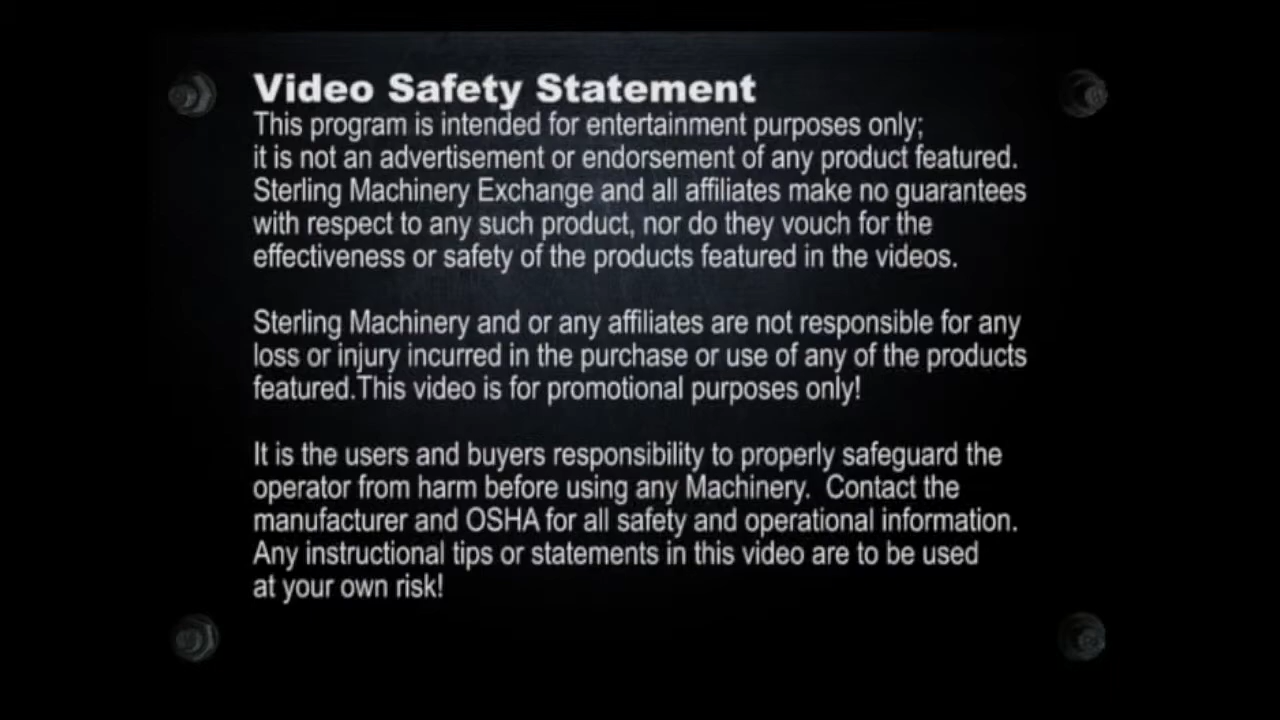 Video Safety Statement
This program is intended for entertainment purposes only;
it is not an advertisement or endorsement of any product featured.
Sterling Machinery Exchange and all affiliates make no guarantees
with respect to any such product, nor do they vouch for the
effectiveness or safety of the products featured in the videos.
Sterling Machinery and or any affiliates are not responsible for any
loss or injury incurred in the purchase or use of any of the products
featured.This video is for promotional purposes only!
It is the users and buyers responsibility to properly safeguard the
operator from harm before using any Machinery.  Contact the
manufacturer and OSHA for all safety and operational information.
Any instructional tips or statements in this video are to be used
at your own risk!